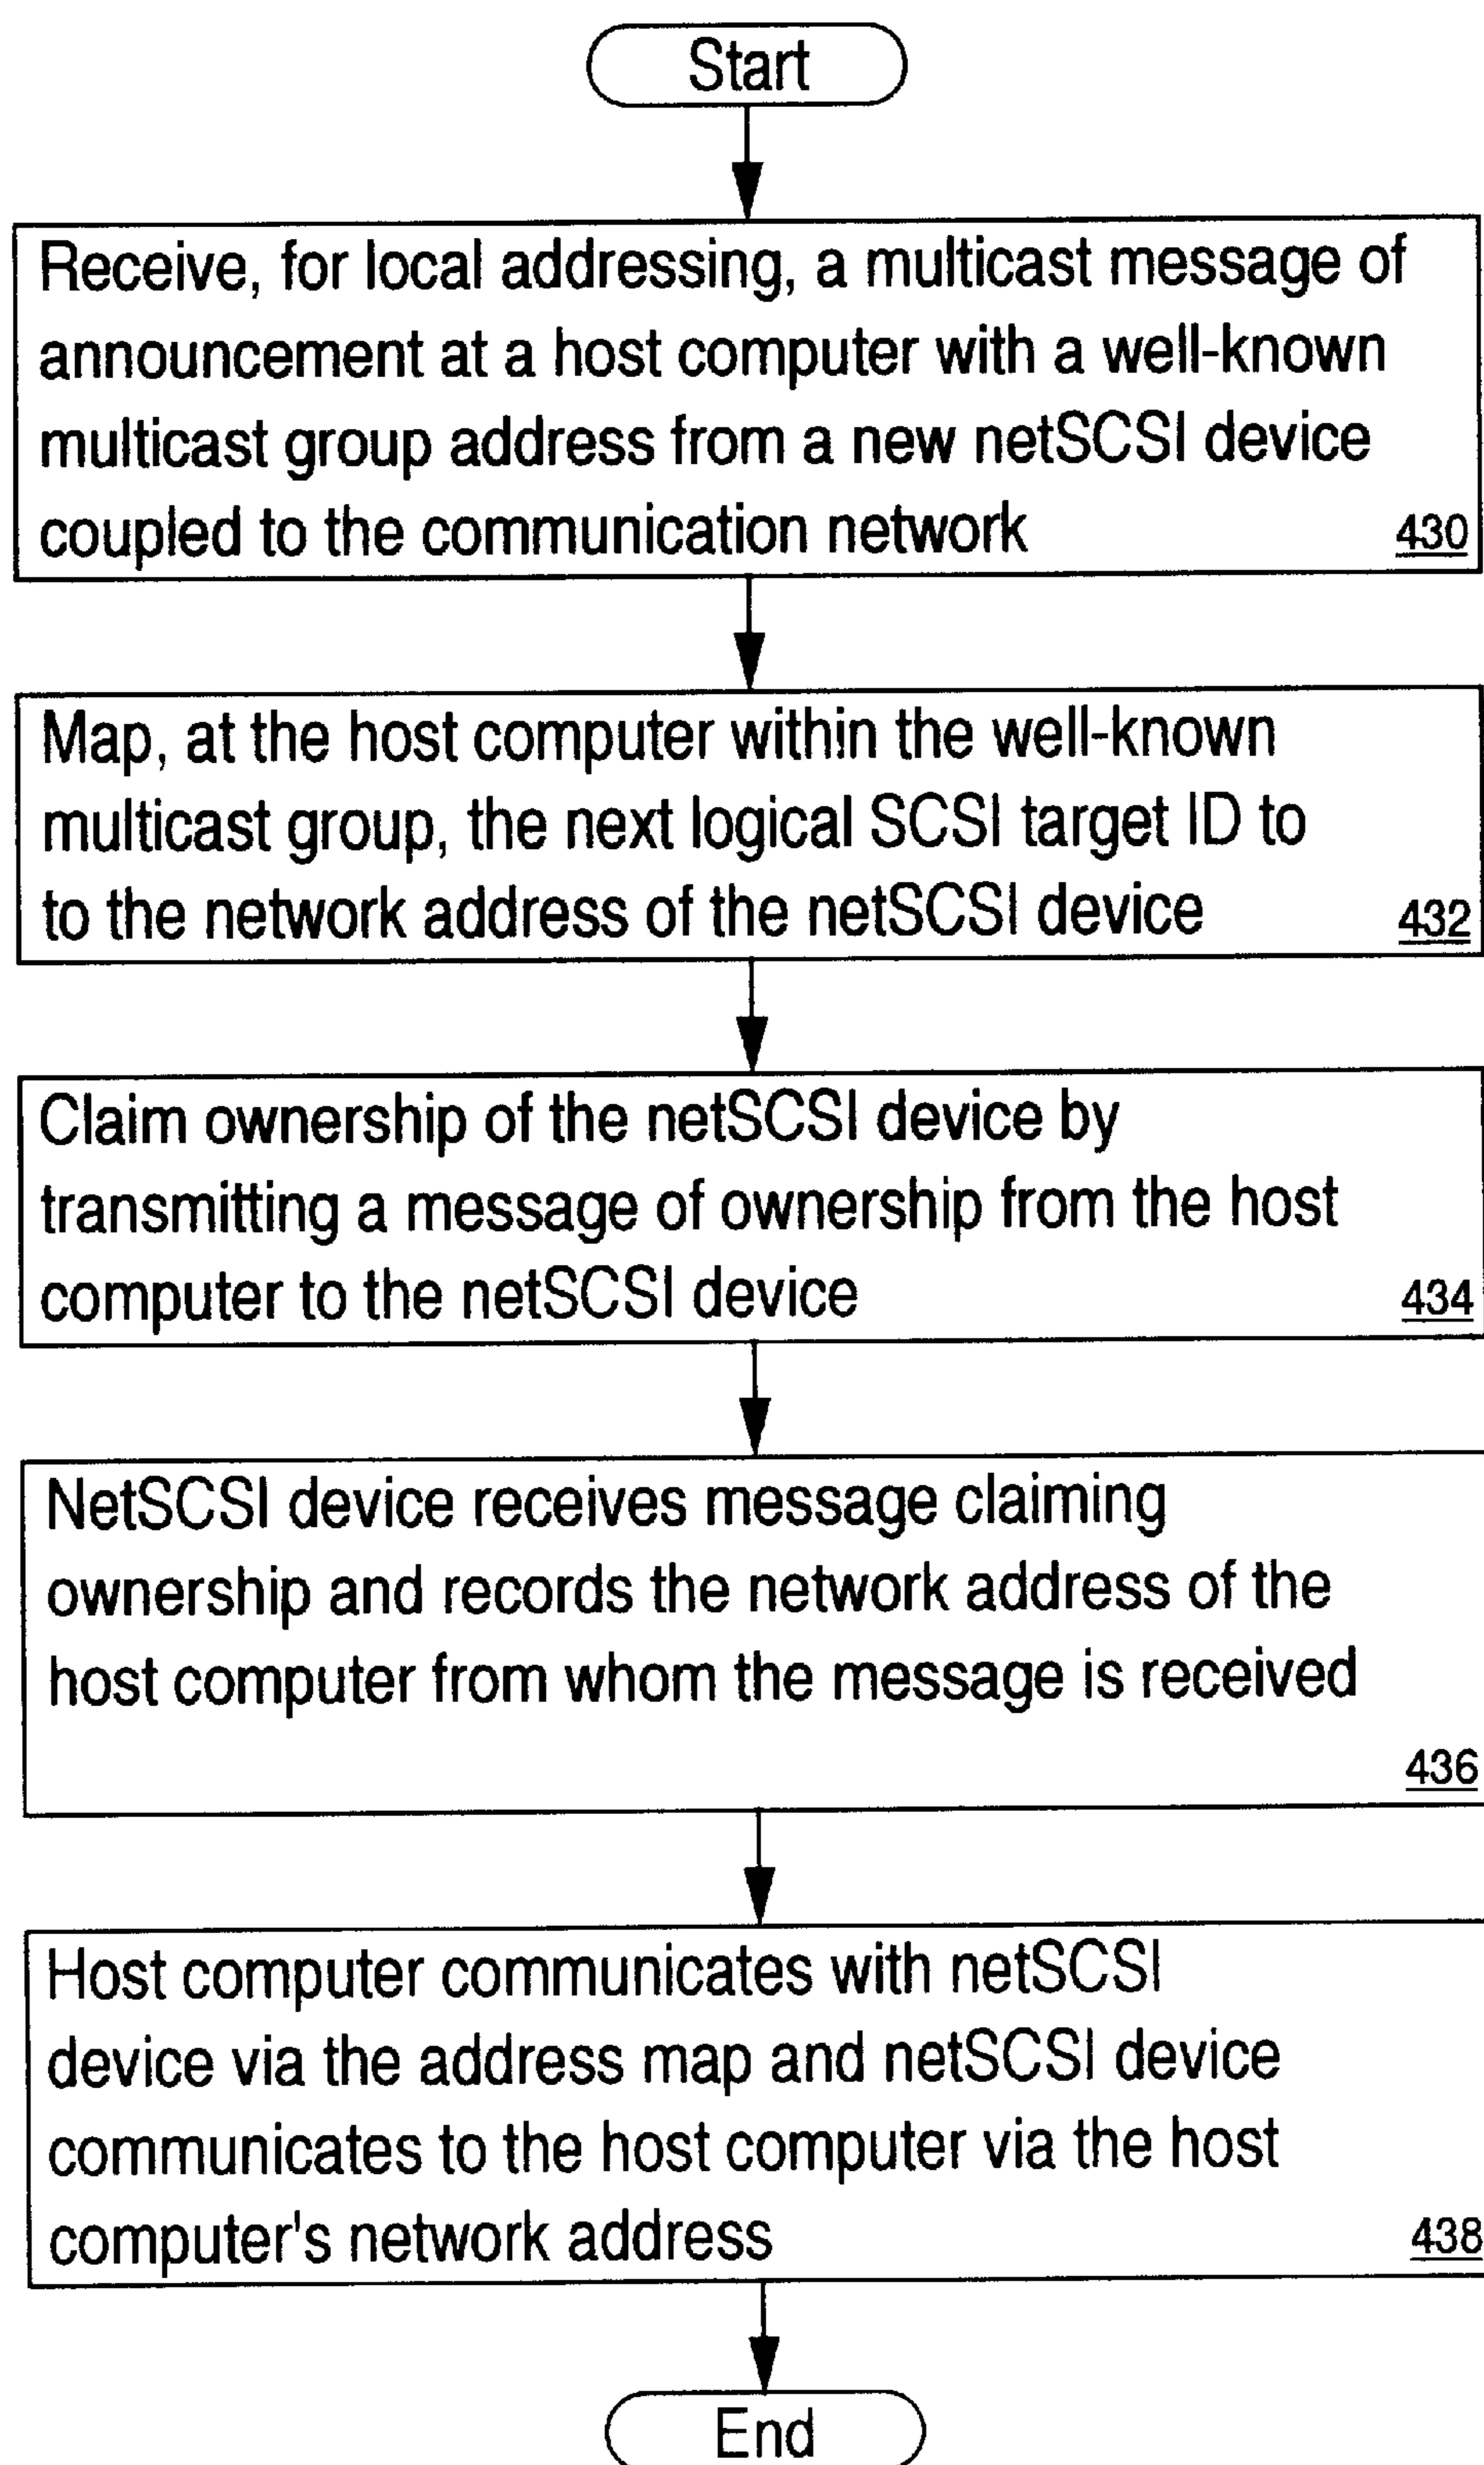 Start
Receive, for local addressing, a multicast message of
announcement at a host computer with a well-known
multicast group address from a new netSCSI device
coupled to the communication network
430
Map, at the host computer within the well-known
multicast group, the next logical SCSI target ID to
to the network address of the netSCSI device
432
Claim ownership of the netSCSI device by
transmitting a message of ownership from the host
computer to the netSCSI device
434
NetSCSI device receives message claiming
ownership and records the network address of the
host computer from whom the message is received
436
Host computer communicates with netSCSI
device via the address map and netSCSI device
communicates to the host computer via the host
computer's network address
438
End